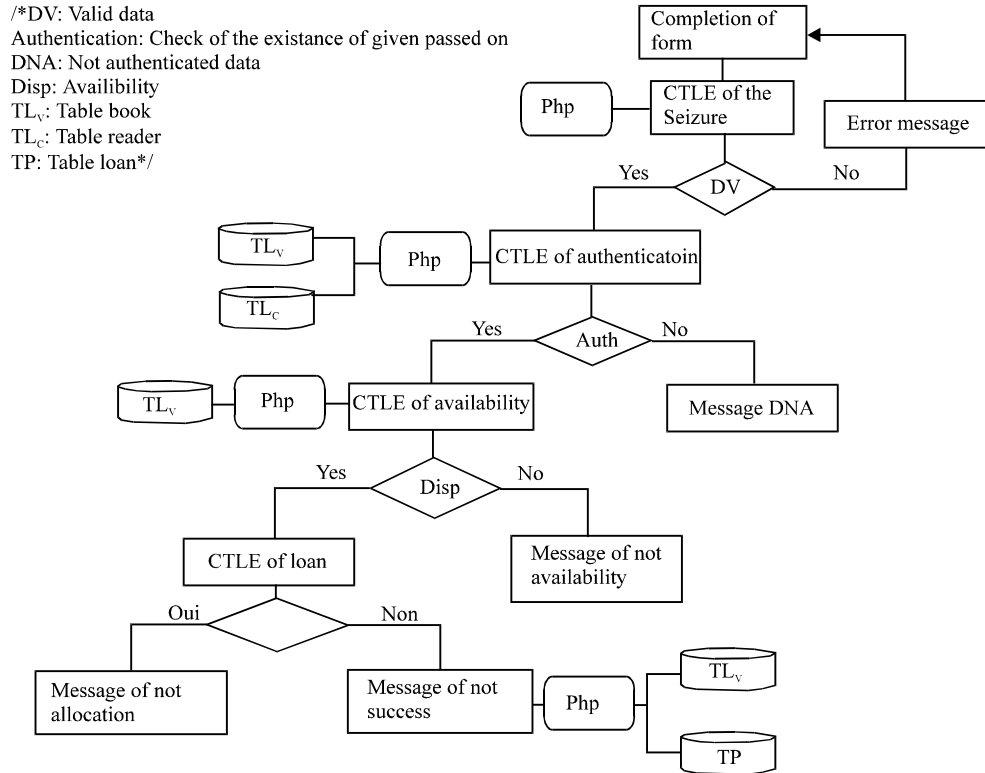 /*DV: Valid data
Authentication: Check of the existance of given passed on
DNA: Not authenticated data
Disp: Availibility
TLV: Table book
TLC: Table reader
TP: Table loan*/
Completion of
form
Php
CTLE of the
Seizure
Error message
Yes
DV
No
TLV
Php
CTLE of authenticatoin
TLC
Yes
Auth
No
TLV
Php
CTLE of availability
Message DNA
Yes
Disp
No
CTLE of loan
Message of not
availability
Oui
Non
Message of not
allocation
Message of not
success
Php
TLV
TP